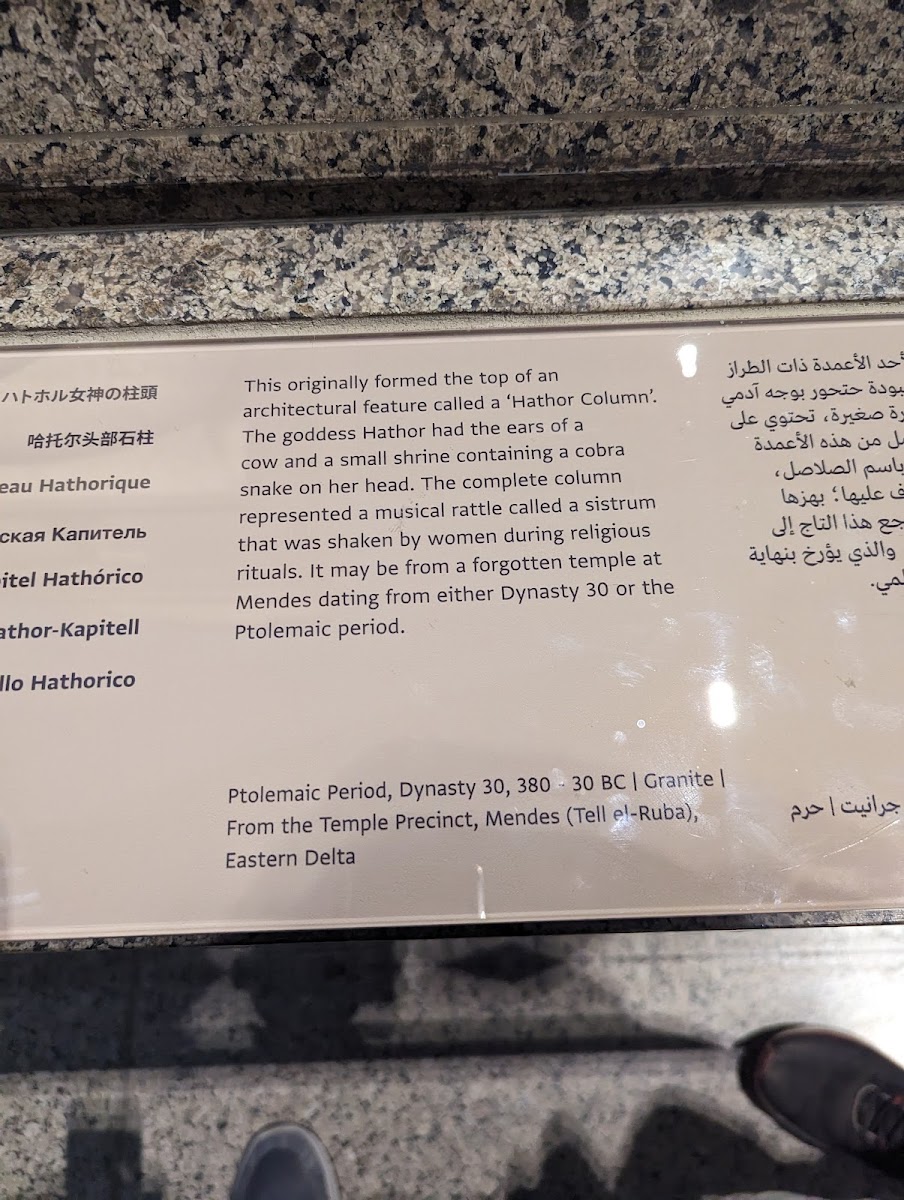 ハトホル女神の柱頭
哈托尔头部石柱
eau Hathorique
ская Капитель
itel Hathórico
athor-Kapitell
llo Hathorico
This originally formed the top of an
architectural feature called a ‘Hathor Column’.
The goddess Hathor had the ears of a
cow and a small shrine containing a cobra
snake on her head. The complete column
represented a musical rattle called a sistrum
that was shaken by women during religious
rituals. It may be from a forgotten temple at
Mendes dating from either Dynasty 30 or the
Ptolemaic period.
Ptolemaic Period, Dynasty 30, 380 - 30 BC | Granite |
From the Temple Precinct, Mendes (Tell el-Ruba),
Eastern Delta
أحد الأعمدة ذات الطراز
بودة حتحور بوجه آدمي
رة صغيرة، تحتوي على
ل من هذه الأعمدة
باسم الصلاصل،
ف عليها؛ بهزها
جع هذا التاج إلى
والذي يؤرخ بنهاية
لمي.
جرانيت | حرم